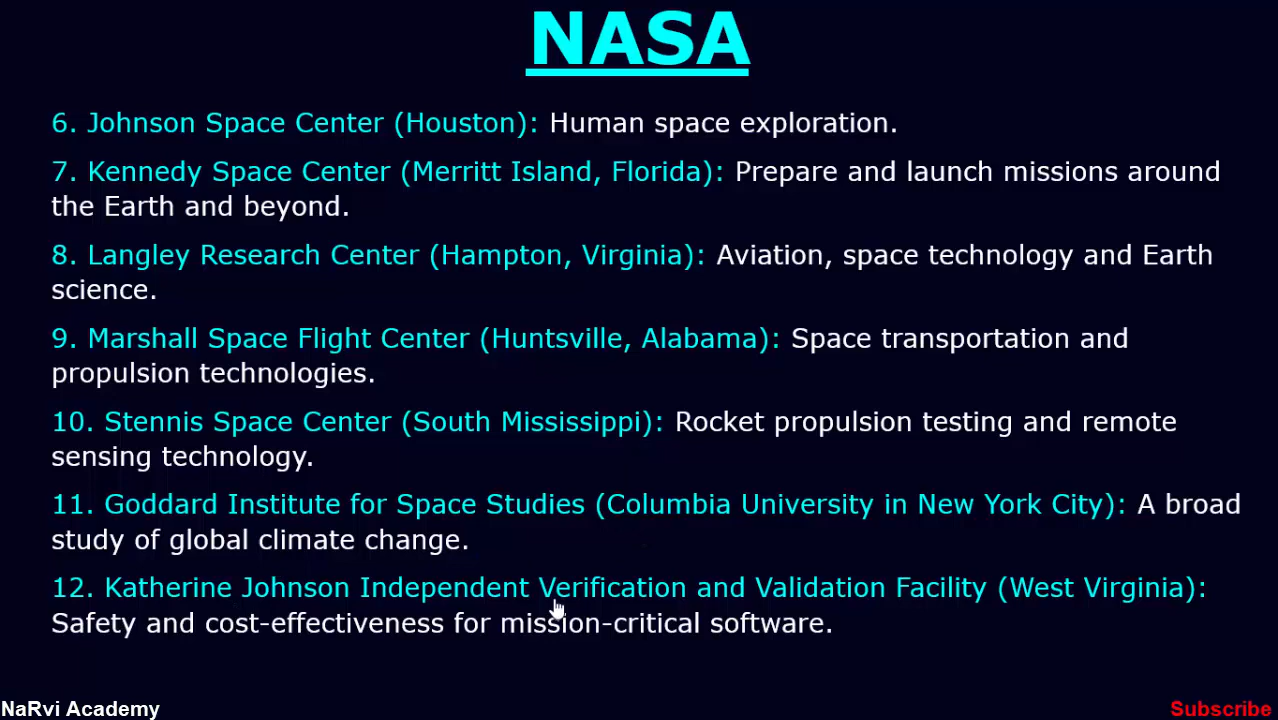 NASA
6. Johnson Space Center (Houston): Human space exploration.
7. Kennedy Space Center (Merritt Island, Florida): Prepare and launch missions around
the Earth and beyond.
8. Langley Research Center (Hampton, Virginia): Aviation, space technology and Earth
science.
9. Marshall Space Flight Center (Huntsville, Alabama): Space transportation and
propulsion technologies.
10. Stennis Space Center (South Mississippi): Rocket propulsion testing and remote
sensing technology.
11. Goddard Institute for Space Studies (Columbia University in New York City): A broad
study of global climate change.
12. Katherine Johnson Independent Verification and Validation Facility (West Virginia):
Safety and cost-effectiveness for mission-critical software.
NaRvi Academy
Subscribe